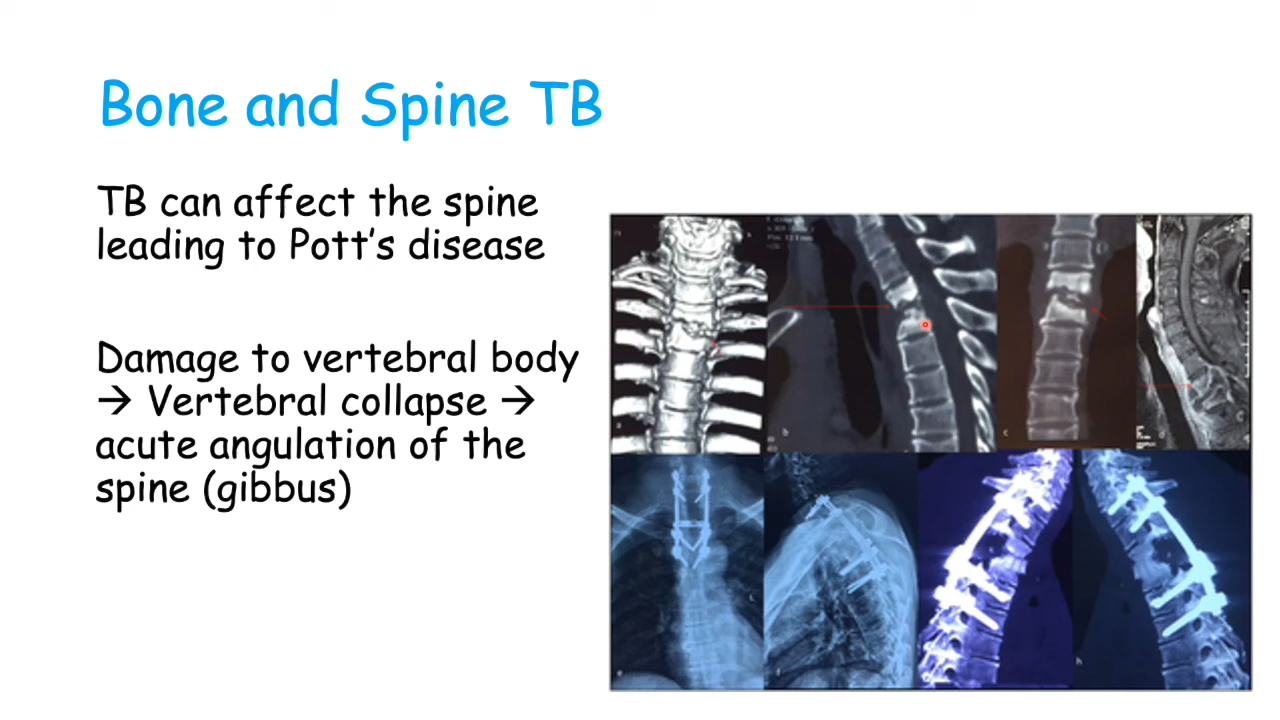 Bone and Spine TB
TB can affect the spine
leading to Pott's disease
Damage to vertebral body
→ Vertebral collapse →
acute angulation of the
spine (gibbus)
b
c
h